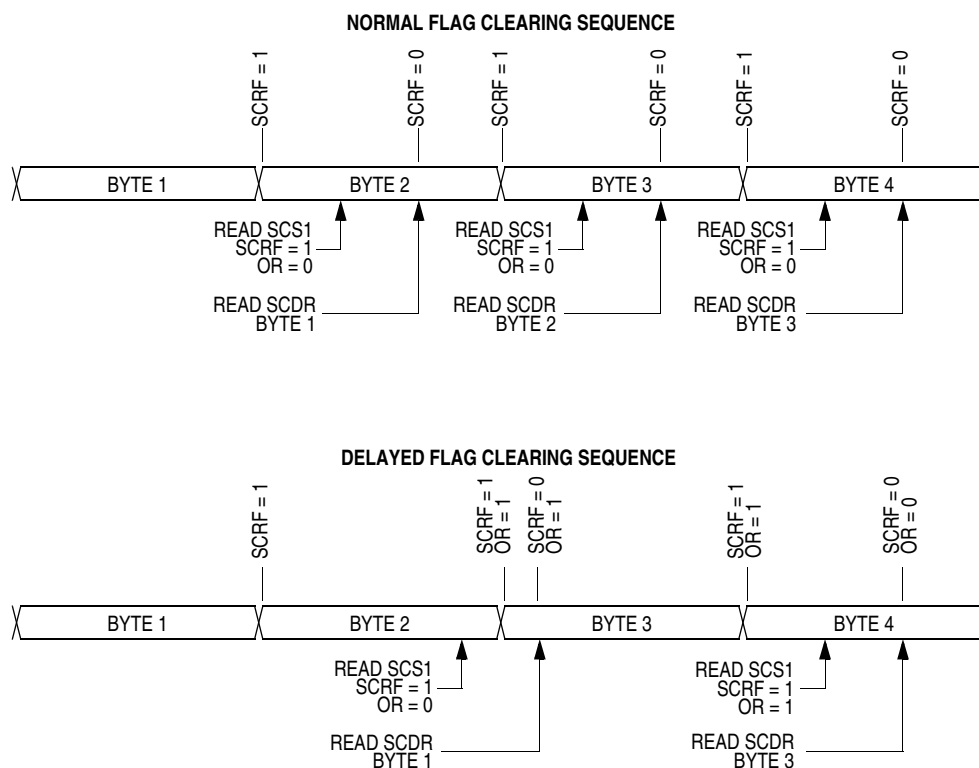 NORMAL FLAG CLEARING SEQUENCE
SCRF = 1
SCRF = 0
SCRF = 1
SCRF = 0
SCRF = 1
SCRF = 0
BYTE 1
BYTE 2
BYTE 3
BYTE 4
READ SCS1
SCRF = 1
OR = 0
READ SCS1
SCRF = 1
OR = 0
READ SCS1
SCRF = 1
OR = 0
READ SCDR
BYTE 1
READ SCDR
BYTE 2
READ SCDR
BYTE 3
DELAYED FLAG CLEARING SEQUENCE
SCRF = 1
SCRF = 1
OR = 1
SCRF = 0
OR = 1
SCRF = 1
OR = 1
SCRF = 0
OR = 0
BYTE 1
BYTE 2
BYTE 3
BYTE 4
READ SCS1
SCRF = 1
OR = 0
READ SCS1
SCRF = 1
OR = 1
READ SCDR
BYTE 1
READ SCDR
BYTE 3